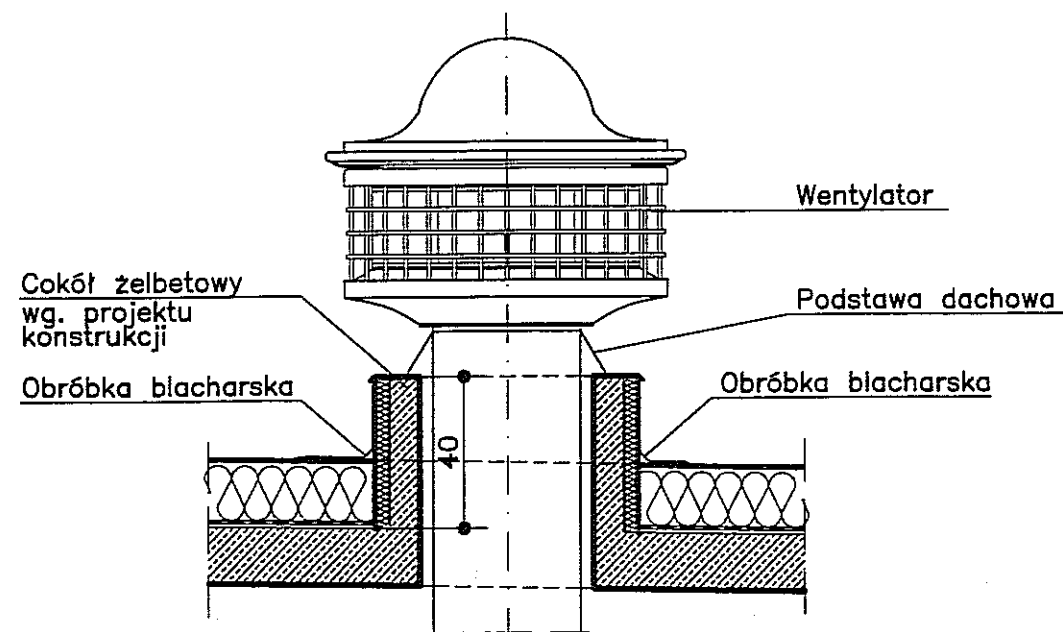 Wentylator
Cokół żelbetowy
wg. projektu
konstrukcji
Podstawa dachowa
Obróbka blacharska
Obróbka blacharska
40